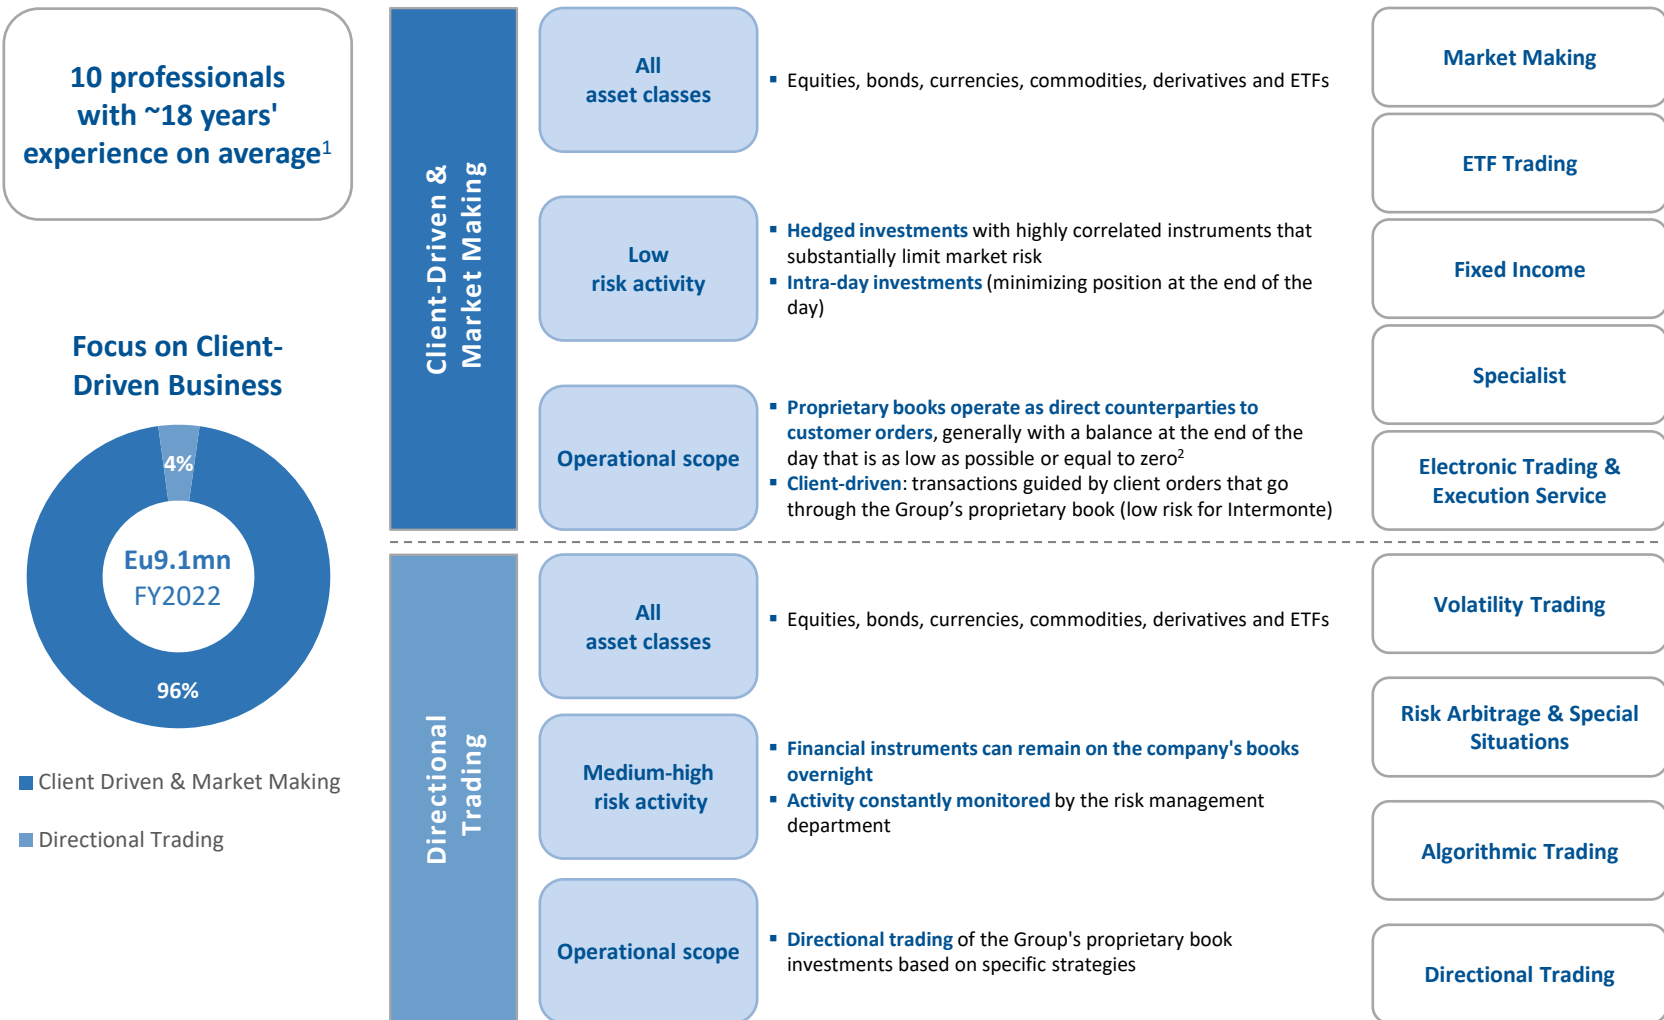 10 professionals
with ~18 years'
experience on average1
Focus on Client-
Driven Business
4%
Eu9.1mn
FY2022
96%
Client Driven & Market Making
Directional Trading
Client-Driven &
Market Making
All
asset classes
▪ Equities, bonds, currencies, commodities, derivatives and ETFs
Low
risk activity
▪ Hedged investments with highly correlated instruments that
substantially limit market risk
▪ Intra-day investments (minimizing position at the end of the
day)
Operational scope
▪ Proprietary books operate as direct counterparties to
customer orders, generally with a balance at the end of the
day that is as low as possible or equal to zero2
▪ Client-driven: transactions guided by client orders that go
through the Group’s proprietary book (low risk for Intermonte)
Market Making
ETF Trading
Fixed Income
Specialist
Electronic Trading &
Execution Service
Directional
Trading
All
asset classes
▪ Equities, bonds, currencies, commodities, derivatives and ETFs
Medium-high
risk activity
▪ Financial instruments can remain on the company's books
overnight
▪ Activity constantly monitored by the risk management
department
Operational scope
▪ Directional trading of the Group's proprietary book
investments based on specific strategies
Volatility Trading
Risk Arbitrage & Special
Situations
Algorithmic Trading
Directional Trading